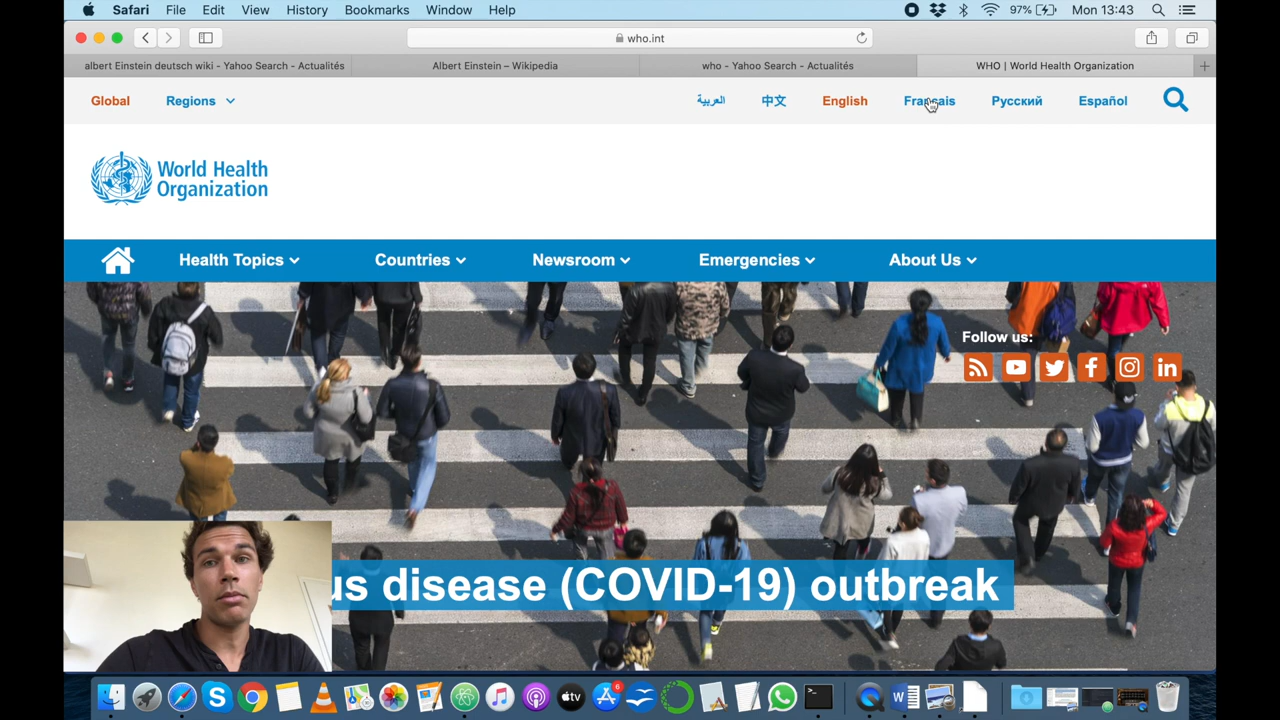 Safari File Edit View History Bookmarks Window Help 97% Mon 13:43
who.int
albert Einstein deutsch wiki - Yahoo Search - Actualités
Albert Einstein – Wikipedia
who - Yahoo Search - Actualités
WHO | World Health Organization
Global Regions العربية 中文 English Français Русский Español
World Health
Organization
Health Topics Countries Newsroom Emergencies About Us
Follow us:
us disease (COVID-19) outbreak
6